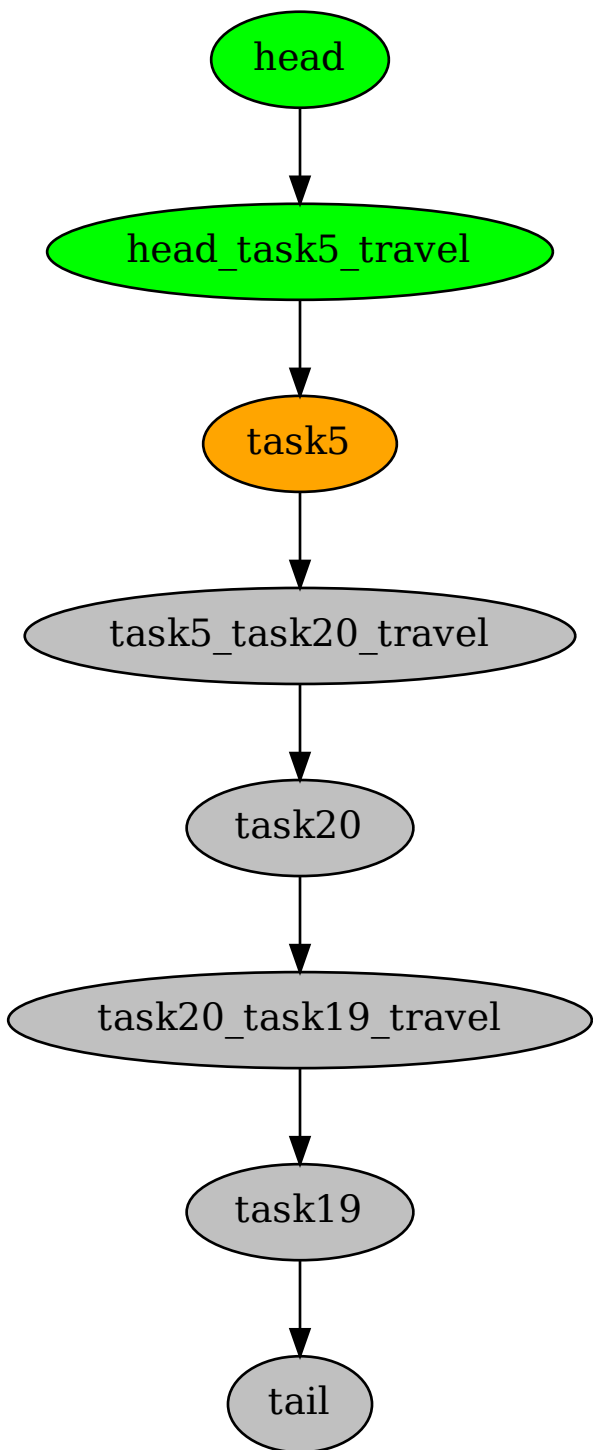 head
head_task5_travel
task5
task5_task20_travel
task20
task20_task19_travel
task19
tail